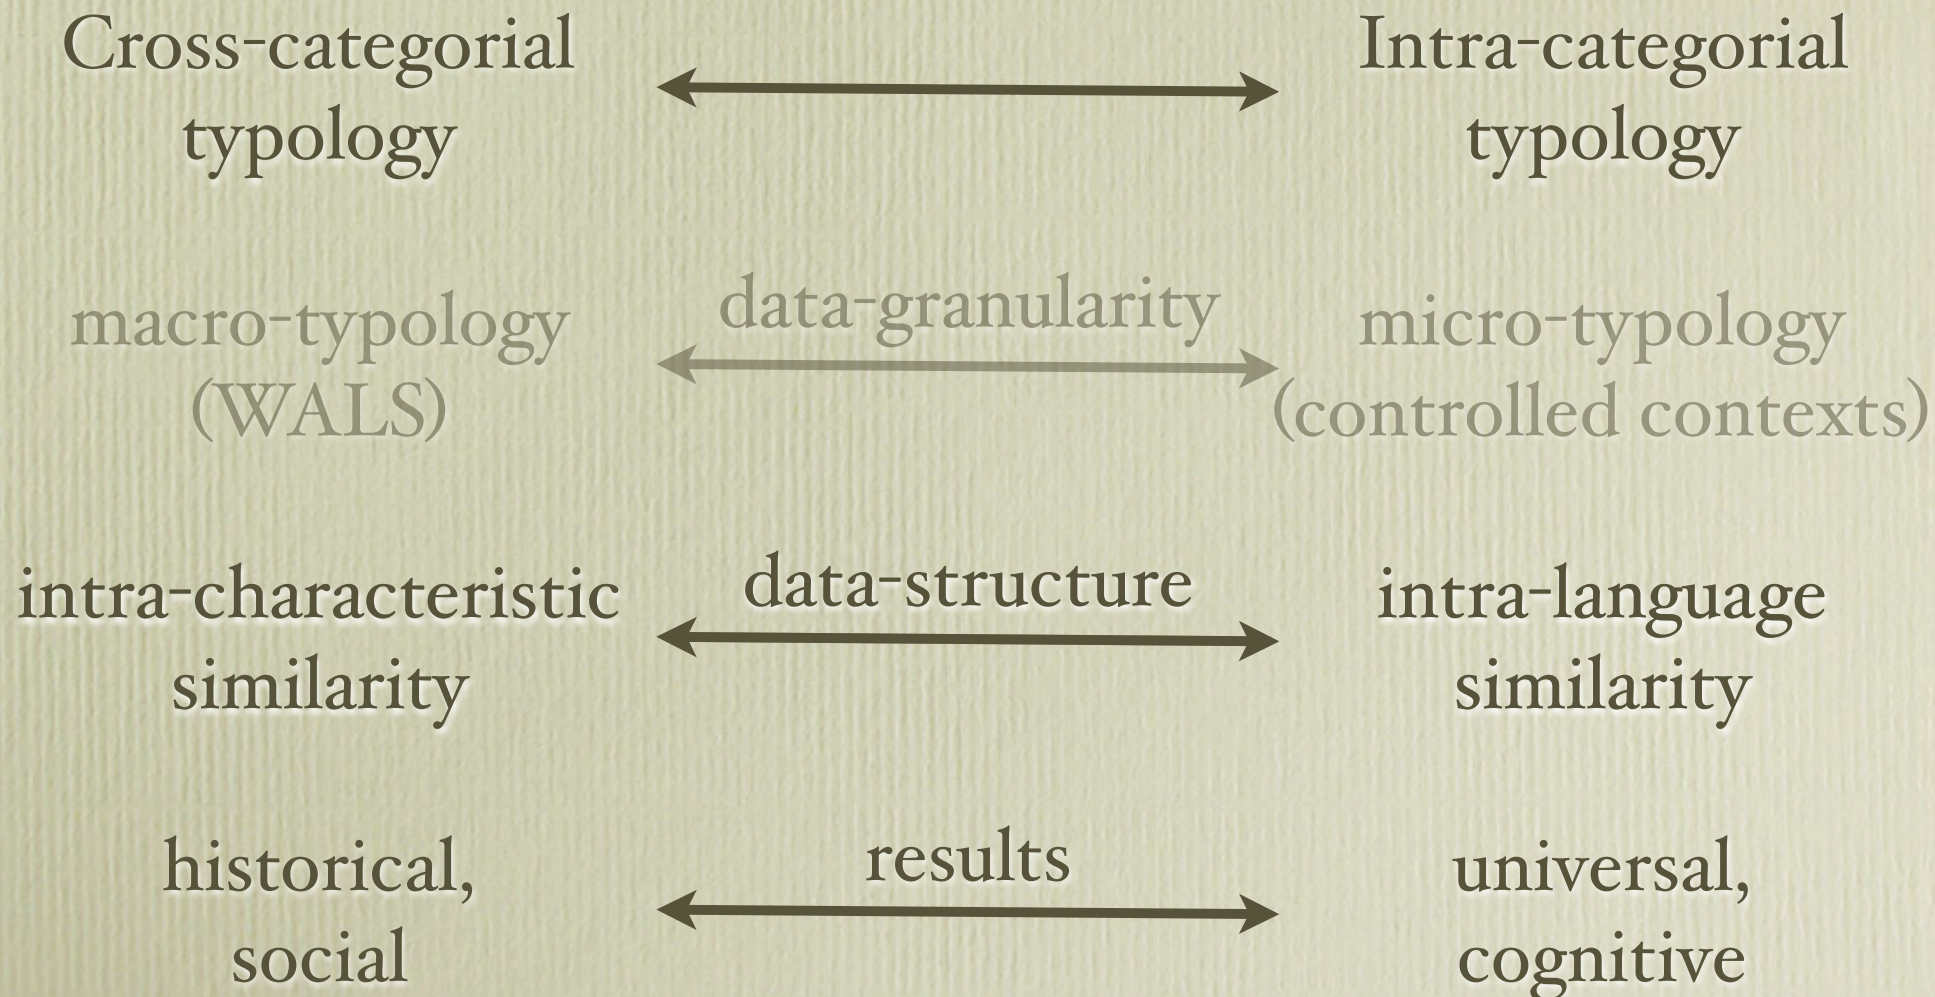 Cross-categorial
typology
Intra-categorial
typology
macro-typology
(WALS)
data-granularity
micro-typology
(controlled contexts)
intra-characteristic
similarity
data-structure
intra-language
similarity
historical,
social
results
universal,
cognitive